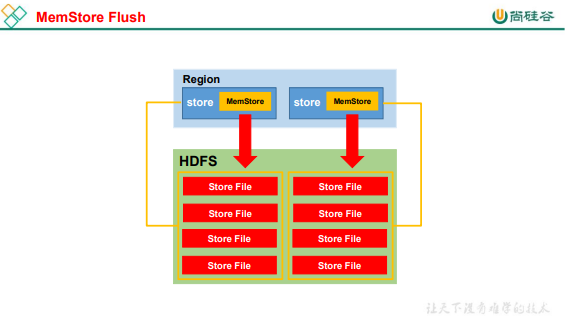 MemStore Flush
尚硅谷
Region
store
MemStore
store
MemStore
HDFS
Store File
Store File
Store File
Store File
Store File
Store File
Store File
Store File
让天下没有难学的技术